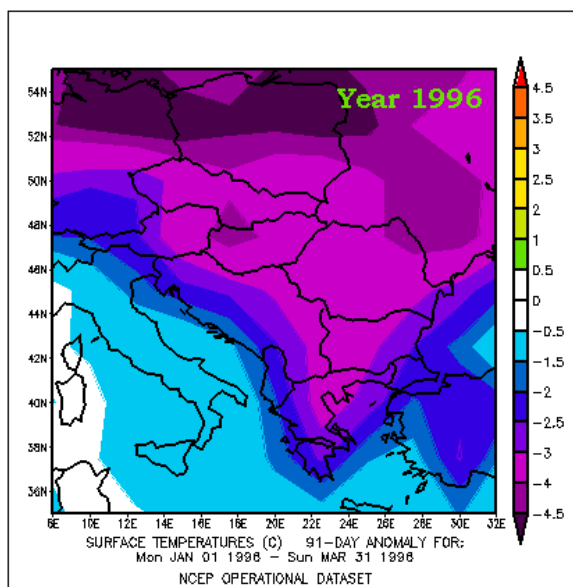 Year 1996
54N
52N
50N
48N
46N
44N
42N
40N
38N
36N
6E 10E 12E 14E 16E 18E 20E 22E 24E 26E 28E 30E 32E
4.5
4
3.5
3
2.5
2
1
0.5
0
-0.5
-1.5
-2
-2.5
-3
-3.5
-4
-4.5
SURFACE TEMPERATURES (C) 91-DAY ANOMALY FOR:
Mon JAN 01 1996 – Sun MAR 31 1996
NCEP OPERATIONAL DATASET